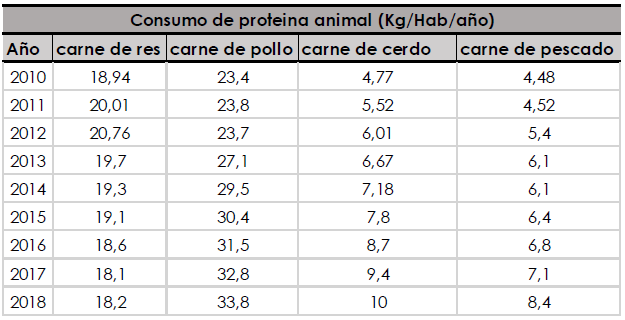 Consumo de proteina animal (Kg/Hab/año)
Año carne de res carne de pollo carne de cerdo carne de pescado
2010 18,94 23,4 4,77 4,48
2011 20,01 23,8 5,52 4,52
2012 20,76 23,7 6,01 5,4
2013 19,7 27,1 6,67 6,1
2014 19,3 29,5 7,18 6,1
2015 19,1 30,4 7,8 6,4
2016 18,6 31,5 8,7 6,8
2017 18,1 32,8 9,4 7,1
2018 18,2 33,8 10 8,4